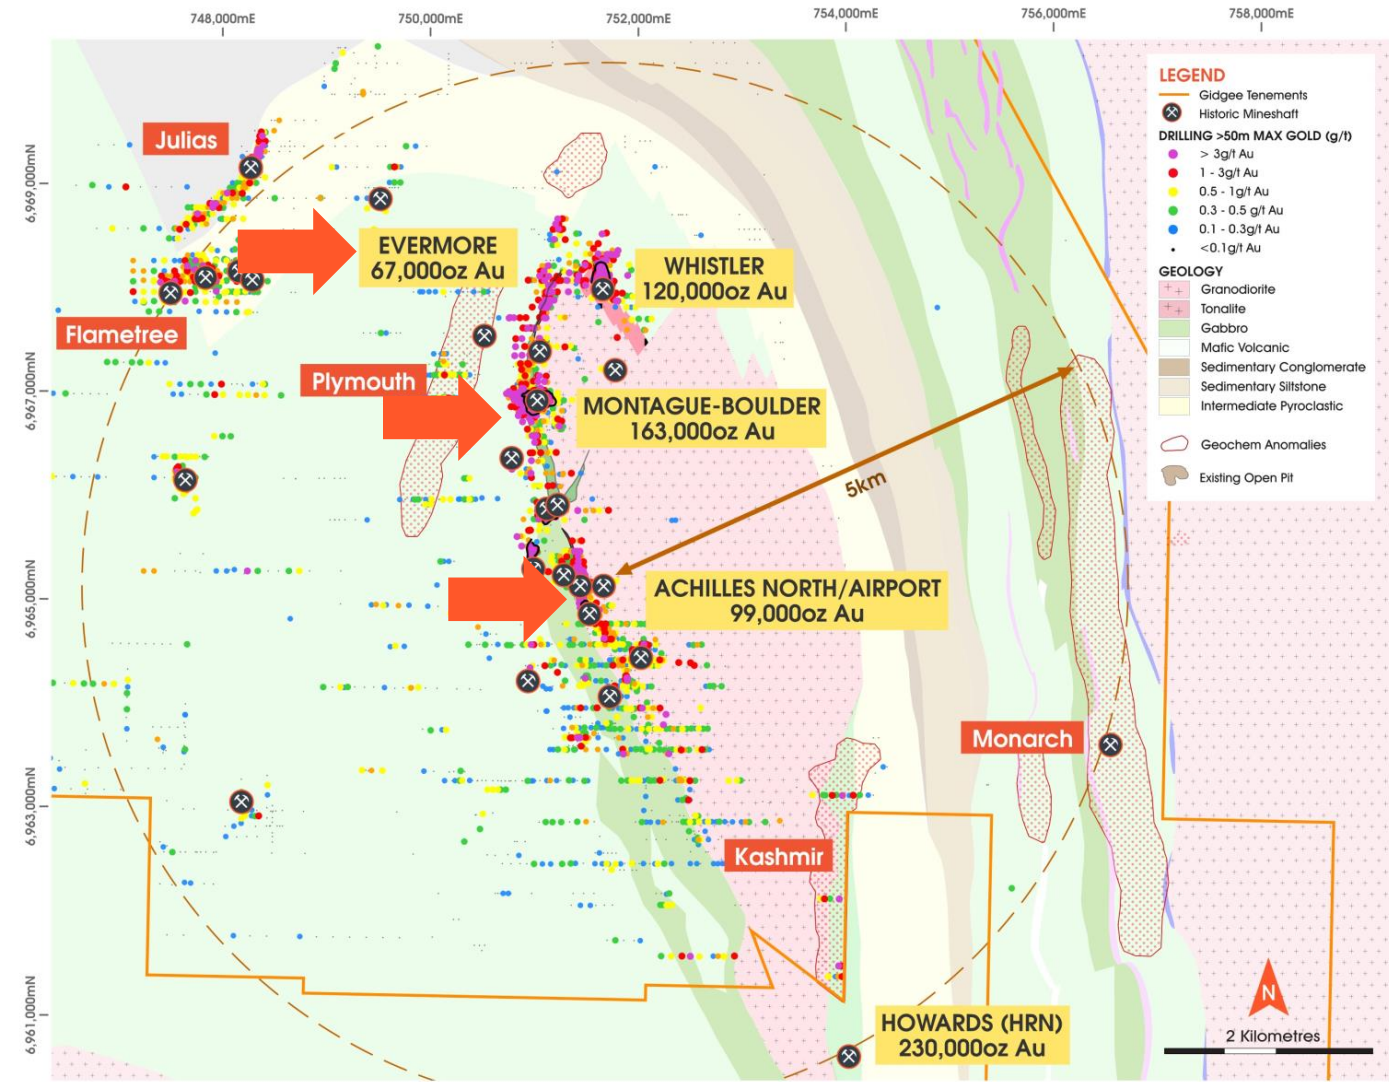 748,000mE
750,000mE
752,000mE
754,000mE
756,000mE
758,000mE
6,969,000mN
6,967,000mN
6,965,000mN
6,963,000mN
6,961,000mN
Julias
EVERMORE
67,000oz Au
WHISTLER
120,000oz Au
Flametree
Plymouth
MONTAGUE-BOULDER
163,000oz Au
5km
ACHILLES NORTH/AIRPORT
99,000oz Au
Monarch
Kashmir
HOWARDS (HRN)
230,000oz Au
LEGEND
Gidgee Tenements
Historic Mineshaft
DRILLING >50m MAX GOLD (g/t)
> 3g/t Au
1 - 3g/t Au
0.5 - 1g/t Au
0.3 - 0.5 g/t Au
0.1 - 0.3g/t Au
<0.1g/t Au
GEOLOGY
Granodiorite
Tonalite
Gabbro
Mafic Volcanic
Sedimentary Conglomerate
Sedimentary Siltstone
Intermediate Pyroclastic
Geochem Anomalies
Existing Open Pit
N
2 Kilometres